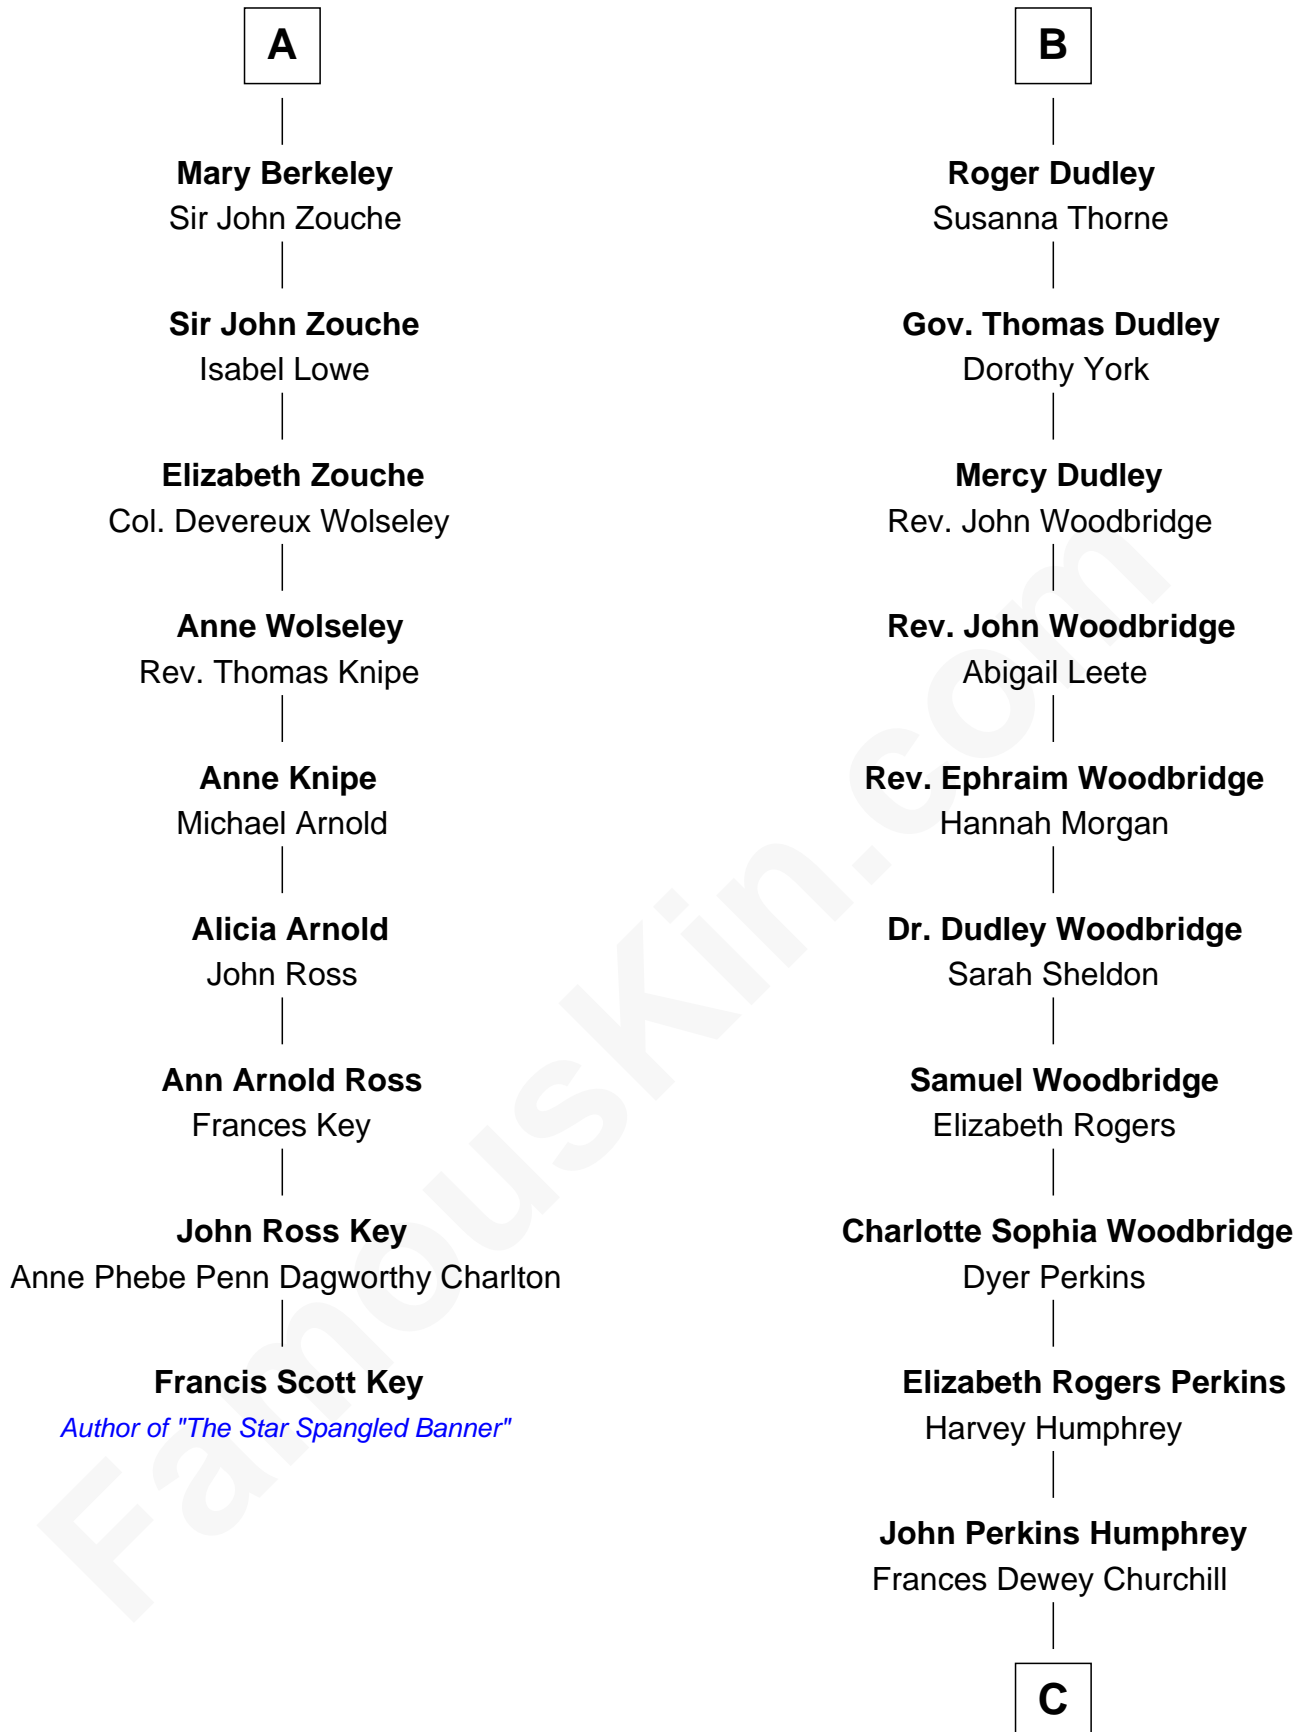 A
Mary Berkeley
Sir John Zouche
Sir John Zouche
Isabel Lowe
Elizabeth Zouche
Col. Devereux Wolseley
Anne Wolseley
Rev. Thomas Knipe
Anne Knipe
Michael Arnold
Alicia Arnold
John Ross
Ann Arnold Ross
Frances Key
John Ross Key
Anne Phebe Penn Dagworthy Charlton
Francis Scott Key
Author of "The Star Spangled Banner"
B
Roger Dudley
Susanna Thorne
Gov. Thomas Dudley
Dorothy York
Mercy Dudley
Rev. John Woodbridge
Rev. John Woodbridge
Abigail Leete
Rev. Ephraim Woodbridge
Hannah Morgan
Dr. Dudley Woodbridge
Sarah Sheldon
Samuel Woodbridge
Elizabeth Rogers
Charlotte Sophia Woodbridge
Dyer Perkins
Elizabeth Rogers Perkins
Harvey Humphrey
John Perkins Humphrey
Frances Dewey Churchill
C
FamousKin.com